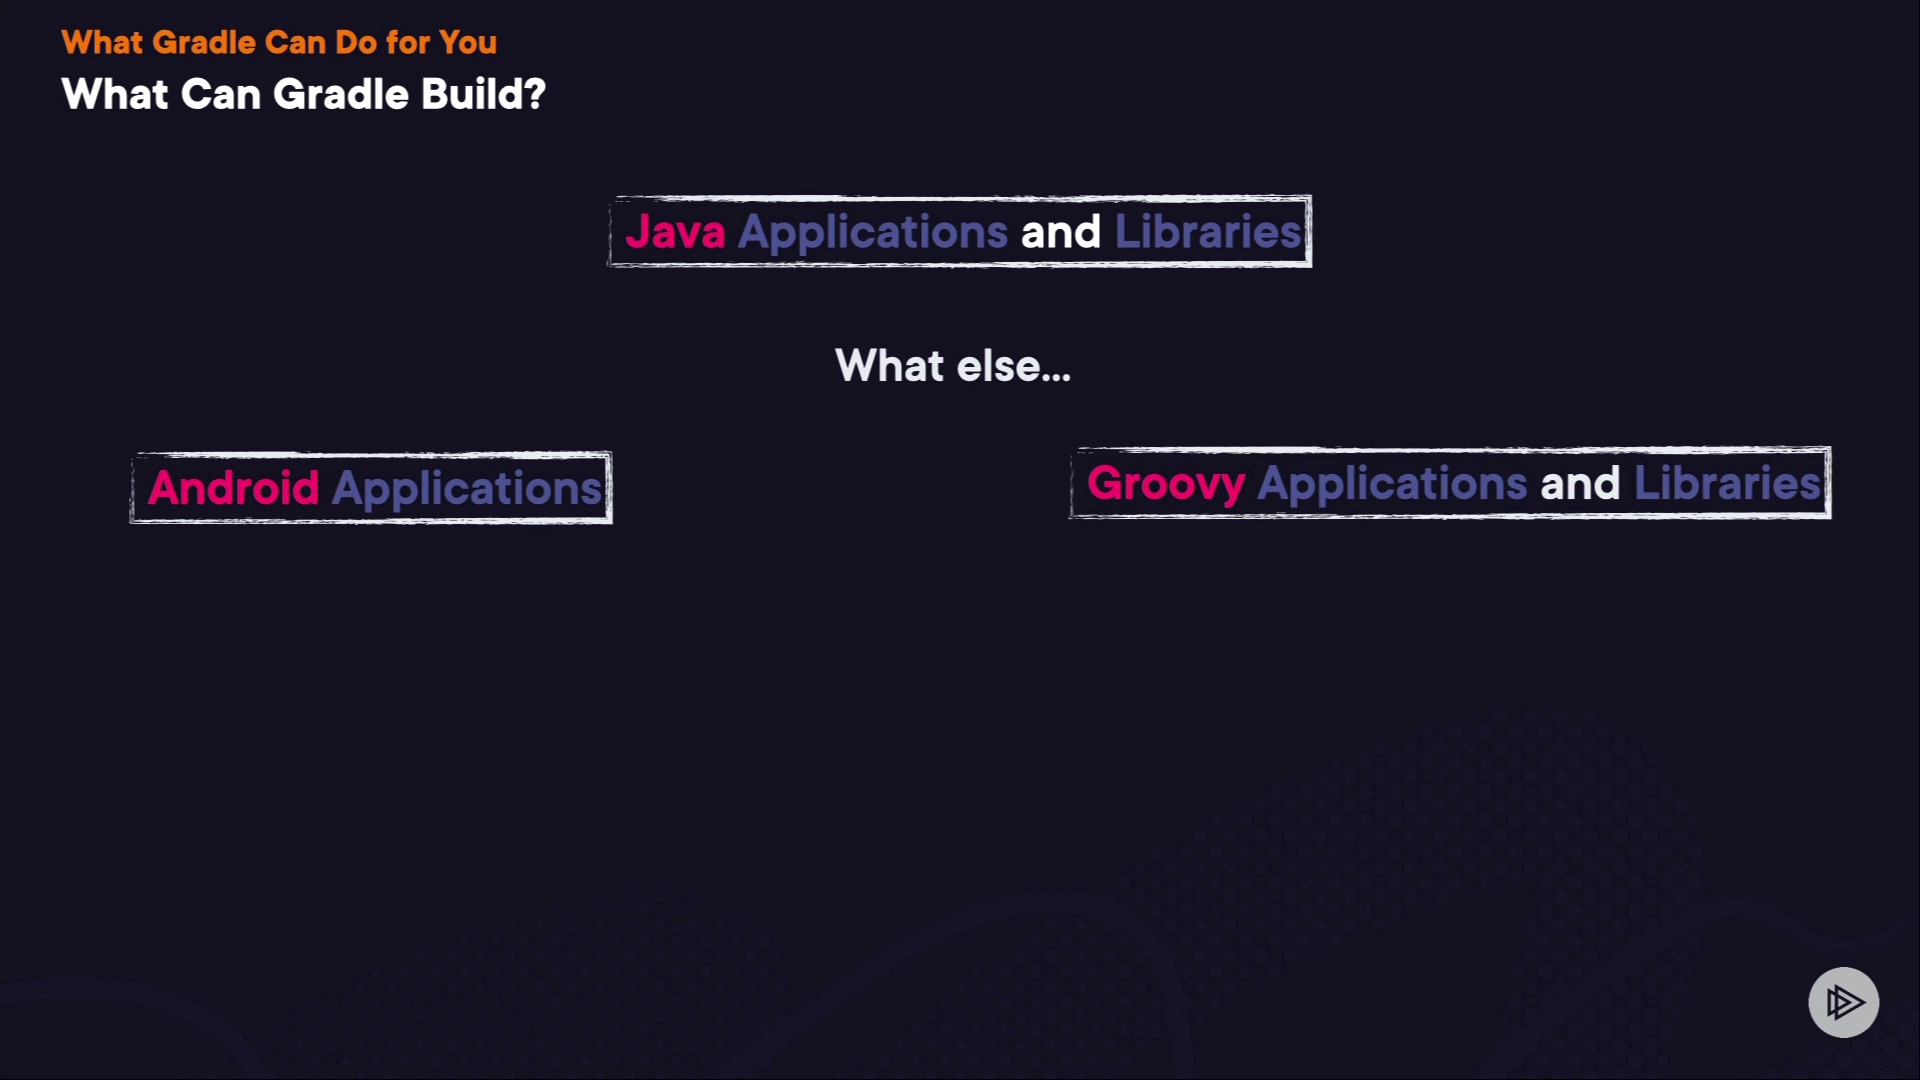 What Gradle Can Do for You
What Can Gradle Build?
Java Applications and Libraries
What else...
Android Applications
Groovy Applications and Libraries